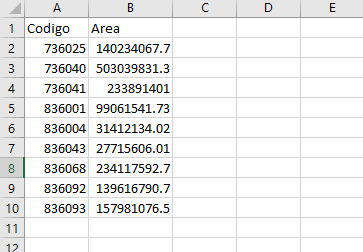 A B C D E
1 Codigo Area
2 736025 140234067.7
3 736040 503039831.3
4 736041 233891401
5 836001 99061541.73
6 836004 31412134.02
7 836043 27715606.01
8 836068 234117592.7
9 836092 139616790.7
10 836093 157981076.5
11
12